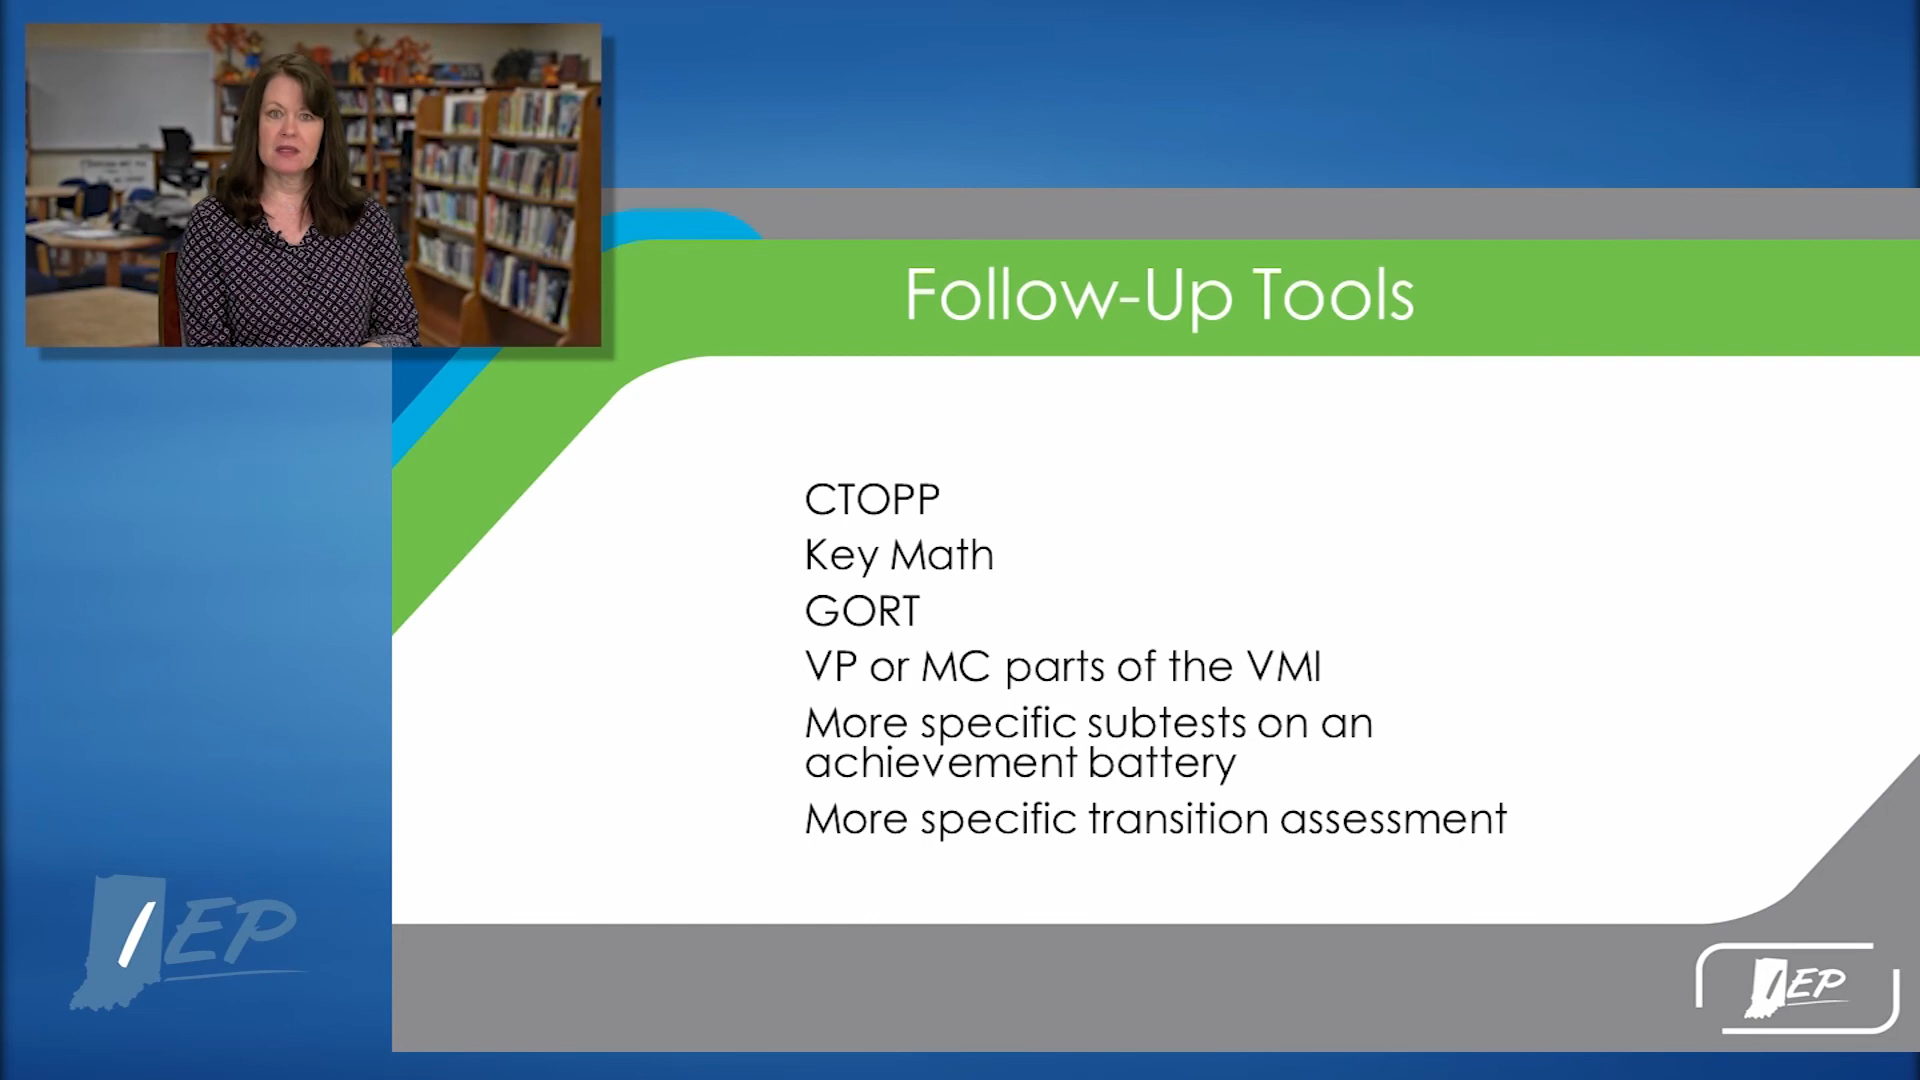 Follow-Up Tools
CTOPP
Key Math
GORT
VP or MC parts of the VMI
More specific subtests on an
achievement battery
More specific transition assessment
IEP
IEP